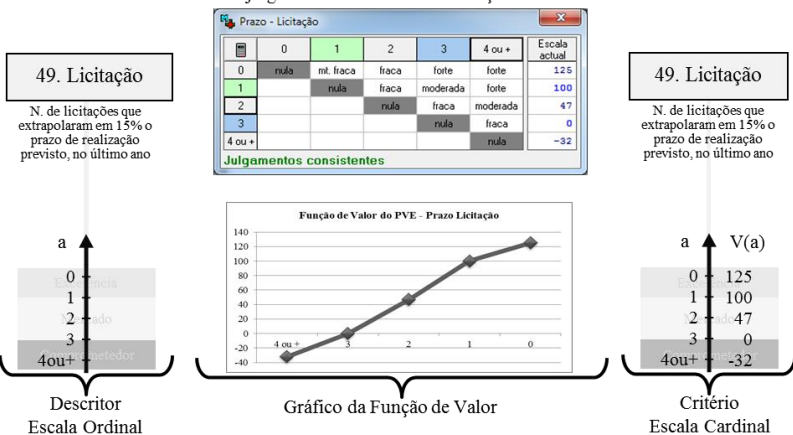 Prazo - Licitação
0 1 2 3 4 ou + Escala actual
0 nula mt. fraca fraca forte forte 125
1 nula fraca moderada forte 100
2 nula fraca moderada 47
3 nula fraca 0
4 ou + nula -32
Julgamentos consistentes
49. Licitação
N. de licitações que
extrapolaram em 15% o
prazo de realização
previsto, no último ano
a
0
1
2
3
4ou+
Descritor
Escala Ordinal
Função de Valor do PVE - Prazo Licitação
140
120
100
80
60
40
20
0
-20
-40
4 ou + 3 2 1 0
Gráfico da Função de Valor
49. Licitação
N. de licitações que
extrapolaram em 15% o
prazo de realização
previsto, no último ano
a V(a)
0 125
1 100
2 47
3 0
4ou+ -32
Critério
Escala Cardinal